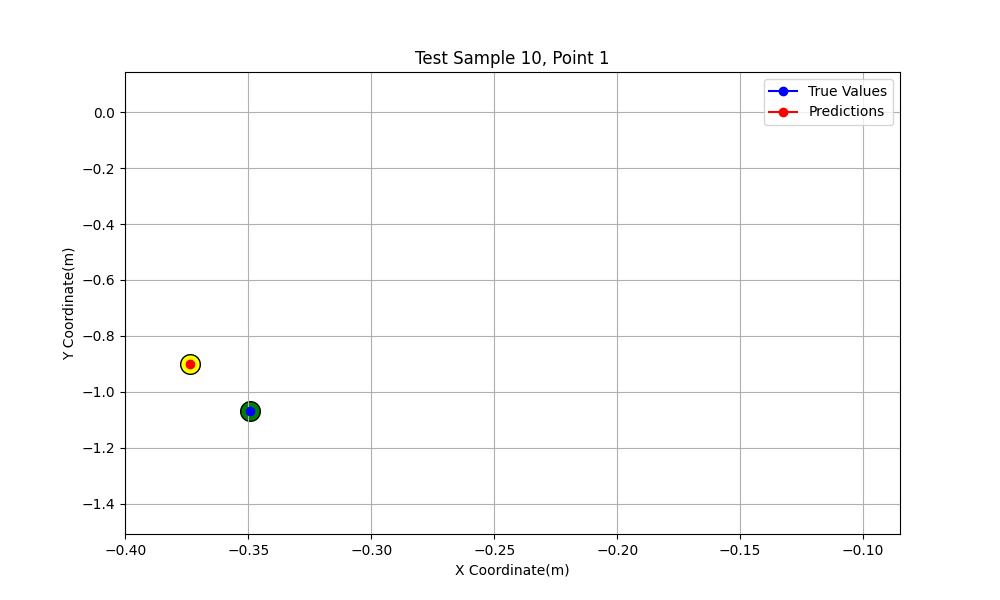 Test Sample 10, Point 1
True Values
Predictions
Y Coordinate(m)
0.0
−0.2
−0.4
−0.6
−0.8
−1.0
−1.2
−1.4
−0.40 −0.35 −0.30 −0.25 −0.20 −0.15 −0.10
X Coordinate(m)